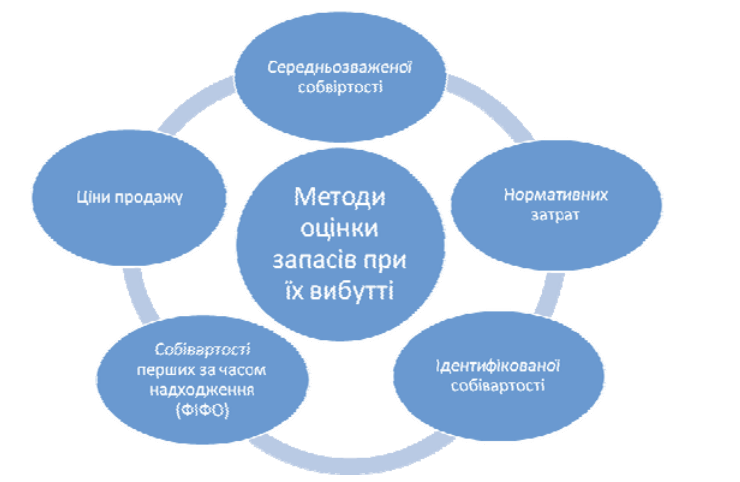 Середньозваженої
собвіртості
Ціни продажу
Методи
оцінки
запасів при
їх вибутті
Нормативних
затрат
Собівартості
перших за часом
надходження
(ФІФО)
Ідентифікованої
собівартості